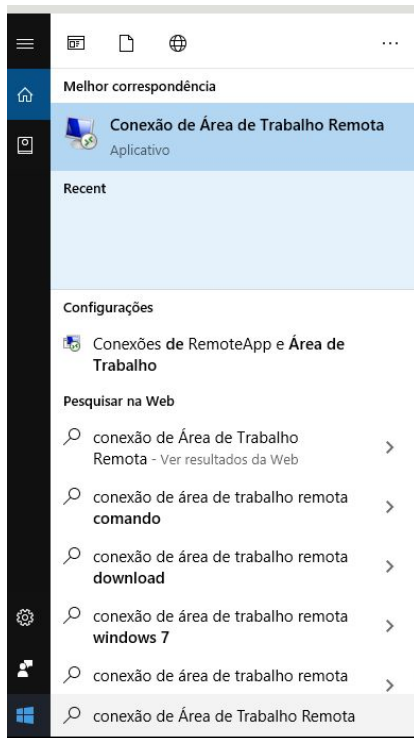 ...
Melhor correspondência
Conexão de Área de Trabalho Remota
Aplicativo
Recent
Configurações
Conexões de RemoteApp e Área de
Trabalho
Pesquisar na Web
conexão de Área de Trabalho
Remota - Ver resultados da Web
conexão de área de trabalho remota
comando
conexão de área de trabalho remota
download
conexão de área de trabalho remota
windows 7
conexão de área de trabalho remota
conexão de Área de Trabalho Remota